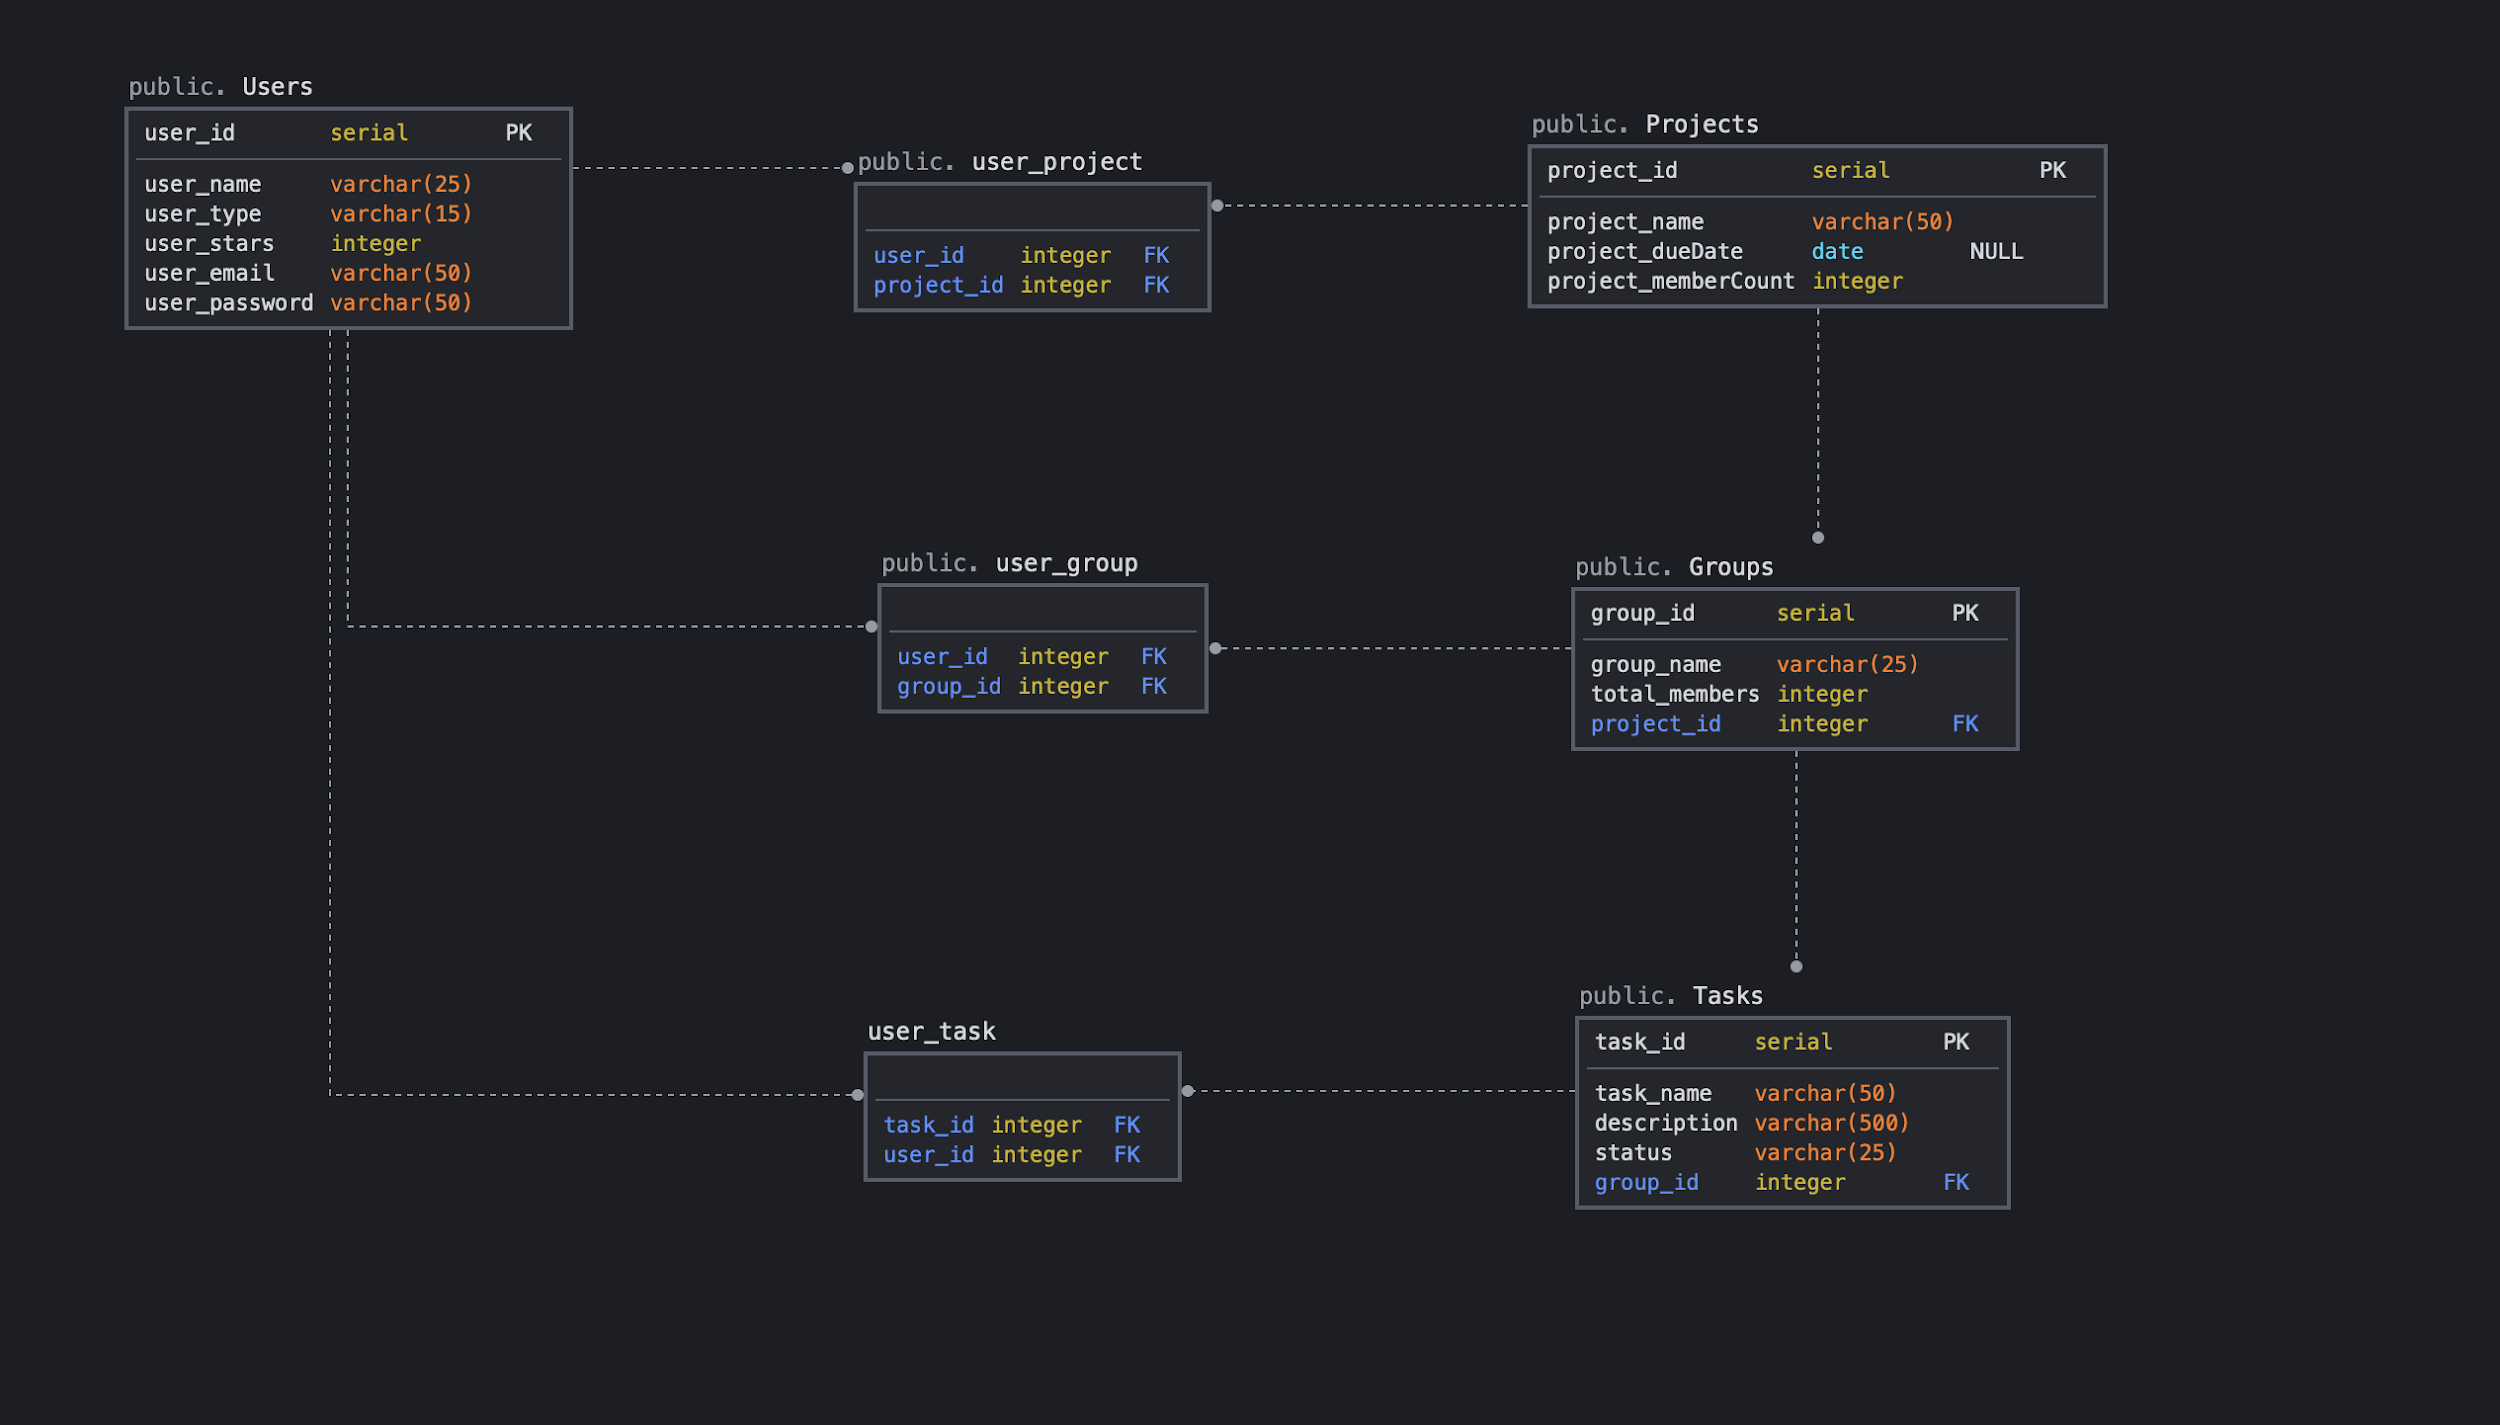 public. Users
user_id serial PK
user_name varchar(25)
user_type varchar(15)
user_stars integer
user_email varchar(50)
user_password varchar(50)
public. user_project
user_id integer FK
project_id integer FK
public. Projects
project_id serial PK
project_name varchar(50)
project_dueDate date NULL
project_memberCount integer
public. user_group
user_id integer FK
group_id integer FK
public. Groups
group_id serial PK
group_name varchar(25)
total_members integer
project_id integer FK
user_task
task_id integer FK
user_id integer FK
public. Tasks
task_id serial PK
task_name varchar(50)
description varchar(500)
status varchar(25)
group_id integer FK